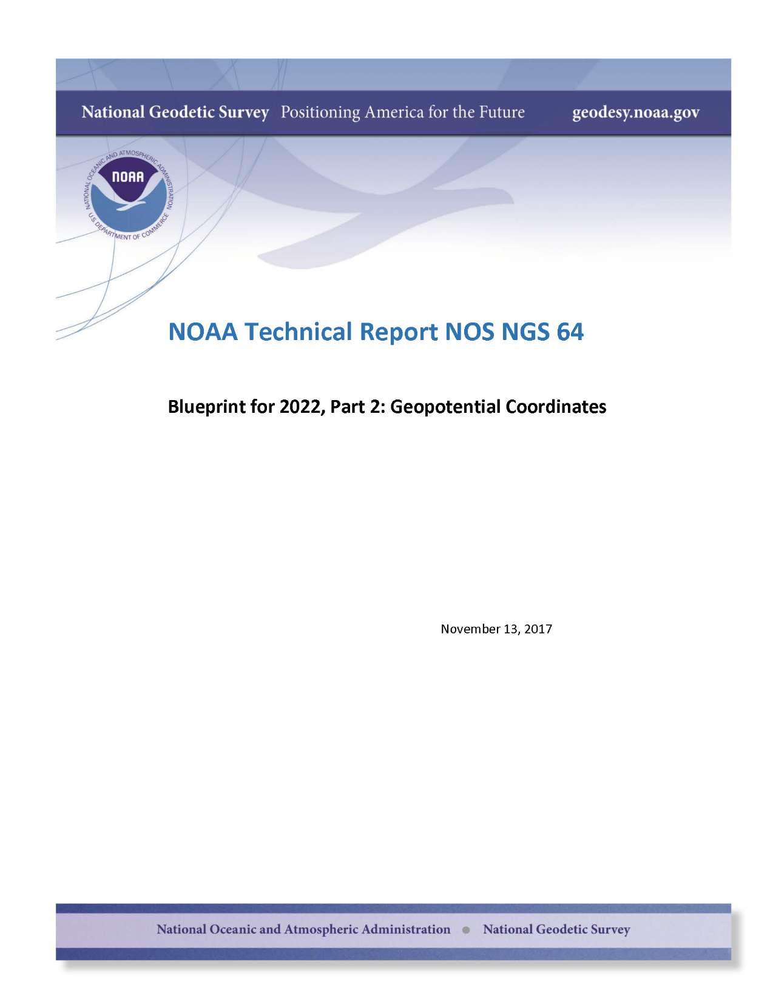 National Geodetic Survey Positioning America for the Future geodesy.noaa.gov
NATIONAL OCEANIC AND ATMOSPHERIC ADMINISTRATION
NOAA
U.S. DEPARTMENT OF COMMERCE
NOAA Technical Report NOS NGS 64
Blueprint for 2022, Part 2: Geopotential Coordinates
November 13, 2017
National Oceanic and Atmospheric Administration ● National Geodetic Survey